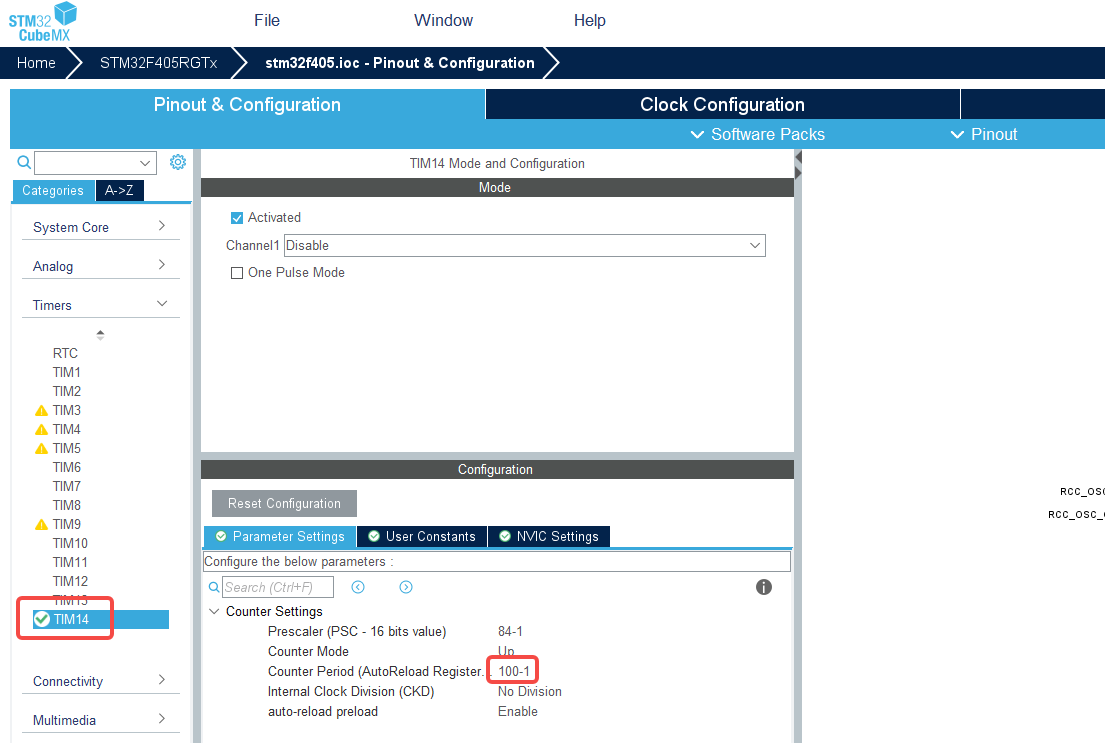 STM32
CubeMX
File
Window
Help
Home
STM32F405RGTx
stm32f405.ioc - Pinout & Configuration
Pinout & Configuration
Clock Configuration
Software Packs
Pinout
TIM14 Mode and Configuration
Categories
A->Z
Mode
System Core
Analog
Timers
RTC
TIM1
TIM2
TIM3
TIM4
TIM5
TIM6
TIM7
TIM8
TIM9
TIM10
TIM11
TIM12
TIM13
TIM14
Connectivity
Multimedia
Activated
Channel1 Disable
One Pulse Mode
Configuration
Reset Configuration
Parameter Settings
User Constants
NVIC Settings
Configure the below parameters :
Search (Ctrl+F)
Counter Settings
Prescaler (PSC - 16 bits value) 84-1
Counter Mode Up
Counter Period (AutoReload Register... 100-1
Internal Clock Division (CKD) No Division
auto-reload preload Enable
RCC_OSC
RCC_OSC_